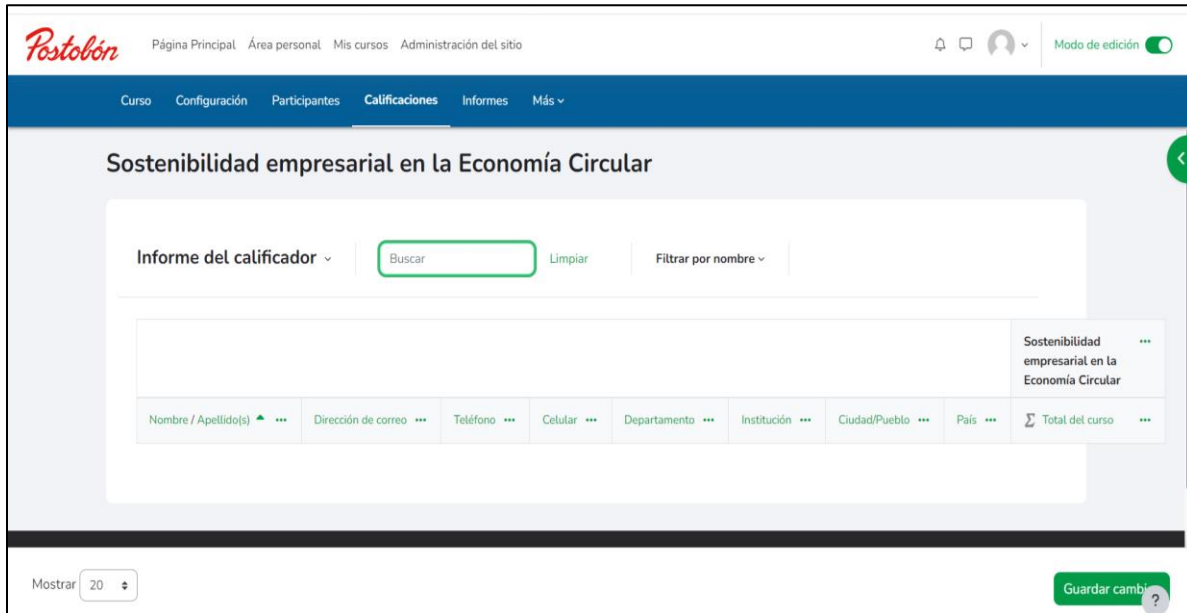 Postobón
Página Principal Área personal Mis cursos Administración del sitio
Modo de edición
Curso Configuración Participantes Calificaciones Informes Más
Sostenibilidad empresarial en la Economía Circular
Informe del calificador Buscar Limpiar Filtrar por nombre
Sostenibilidad
empresarial en la
Economía Circular
Nombre / Apellido(s) Dirección de correo Teléfono Celular Departamento Institución Ciudad/Pueblo País Σ Total del curso
Mostrar 20 Guardar ?